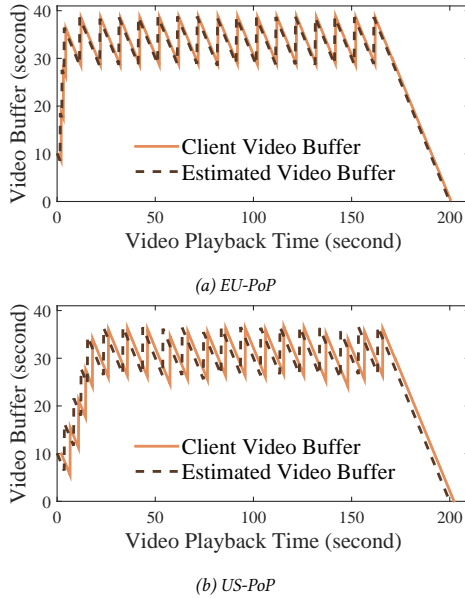 40
30
20
10
0
Video Buffer (second)
Client Video Buffer
Estimated Video Buffer
0 50 100 150 200
Video Playback Time (second)
(a) EU-PoP
40
30
20
10
0
Video Buffer (second)
Client Video Buffer
Estimated Video Buffer
0 50 100 150 200
Video Playback Time (second)
(b) US-PoP